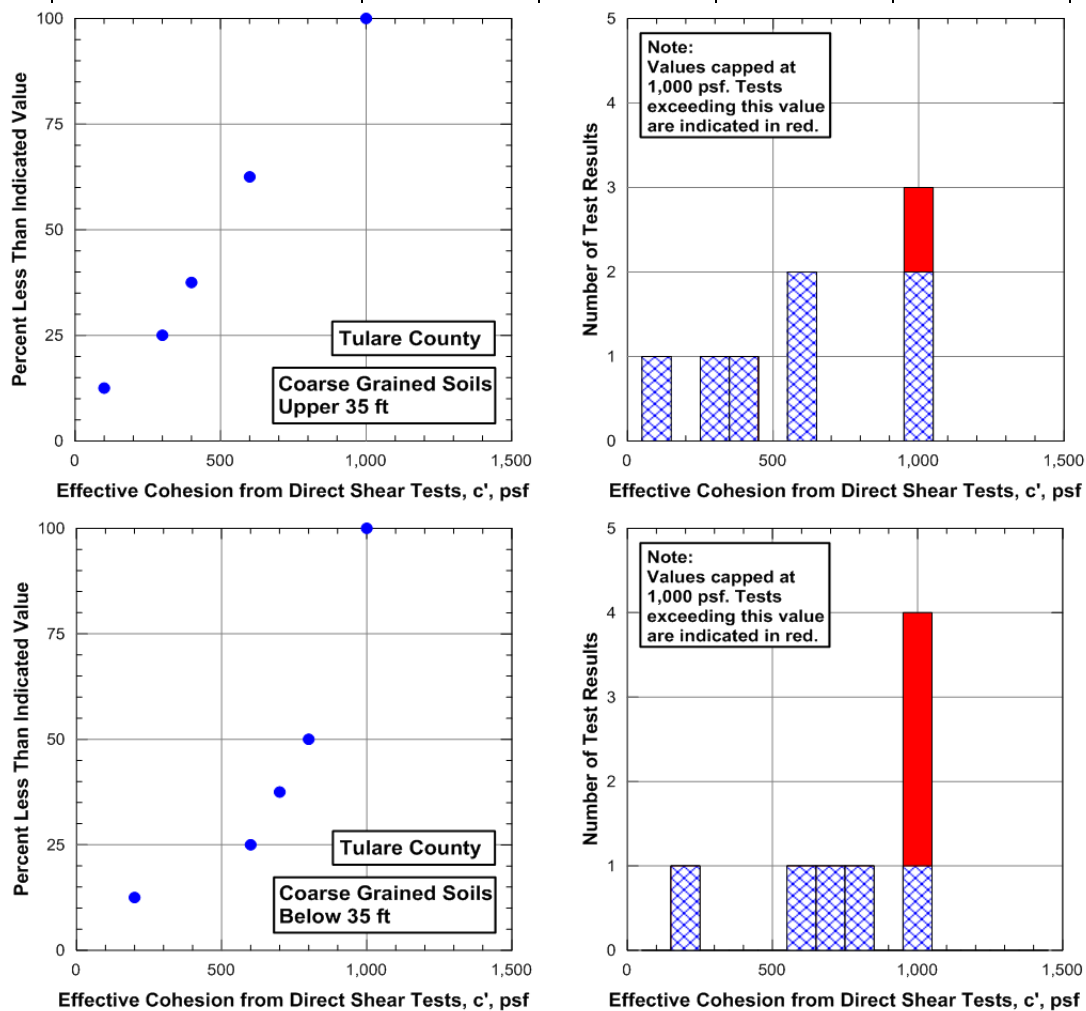 100
75
50
25
0
Percent Less Than Indicated Value
Tulare County
Coarse Grained Soils
Upper 35 ft
0 500 1,000 1,500
Effective Cohesion from Direct Shear Tests, c', psf
5
4
3
2
1
0
Number of Test Results
Note:
Values capped at
1,000 psf. Tests
exceeding this value
are indicated in red.
0 500 1,000 1,500
Effective Cohesion from Direct Shear Tests, c', psf
100
75
50
25
0
Percent Less Than Indicated Value
Tulare County
Coarse Grained Soils
Below 35 ft
0 500 1,000 1,500
Effective Cohesion from Direct Shear Tests, c', psf
5
4
3
2
1
0
Number of Test Results
Note:
Values capped at
1,000 psf. Tests
exceeding this value
are indicated in red.
0 500 1,000 1,500
Effective Cohesion from Direct Shear Tests, c', psf